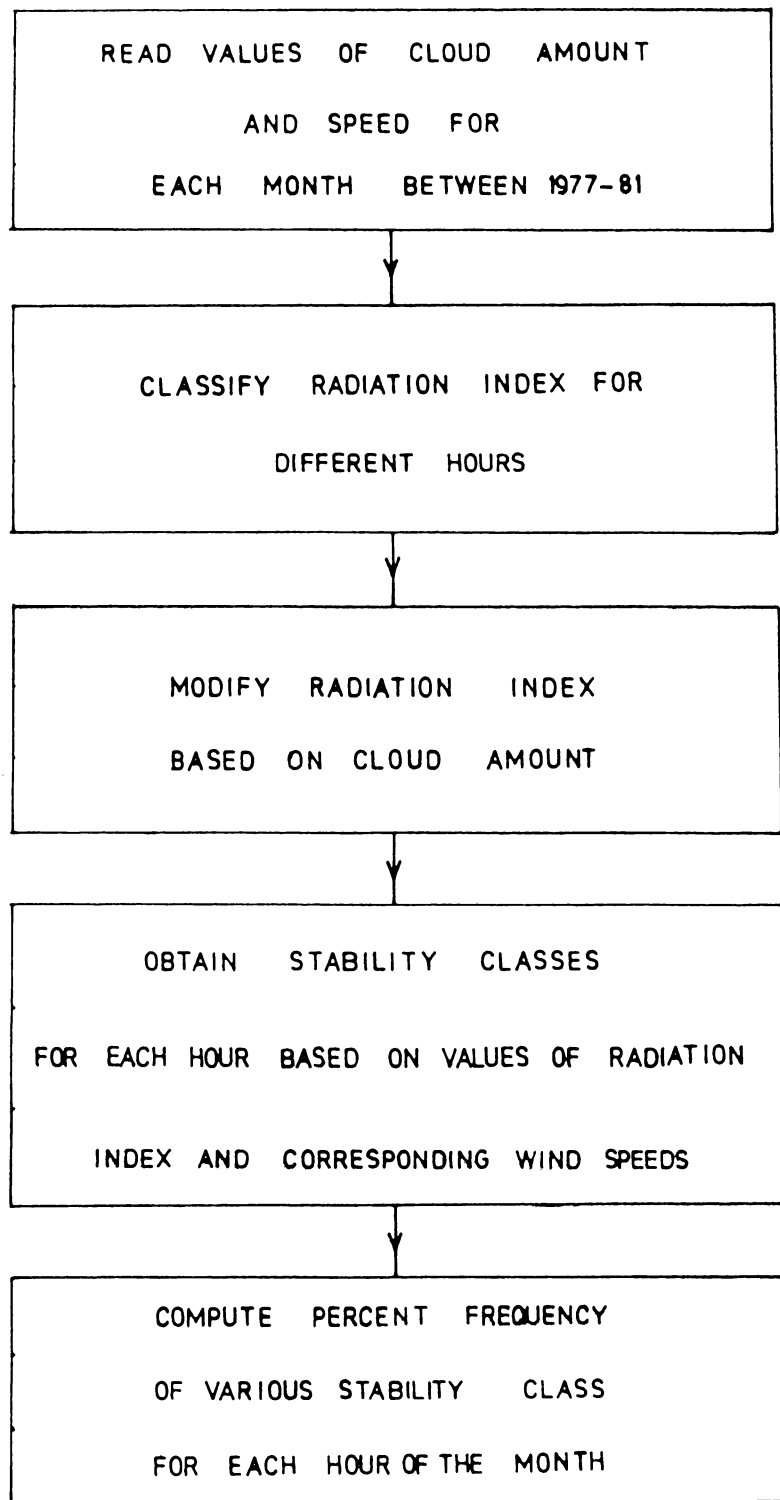 READ VALUES OF CLOUD AMOUNT
AND SPEED FOR
EACH MONTH BETWEEN 1977-81
CLASSIFY RADIATION INDEX FOR
DIFFERENT HOURS
MODIFY RADIATION INDEX
BASED ON CLOUD AMOUNT
OBTAIN STABILITY CLASSES
FOR EACH HOUR BASED ON VALUES OF RADIATION
INDEX AND CORRESPONDING WIND SPEEDS
COMPUTE PERCENT FREQUENCY
OF VARIOUS STABILITY CLASS
FOR EACH HOUR OF THE MONTH